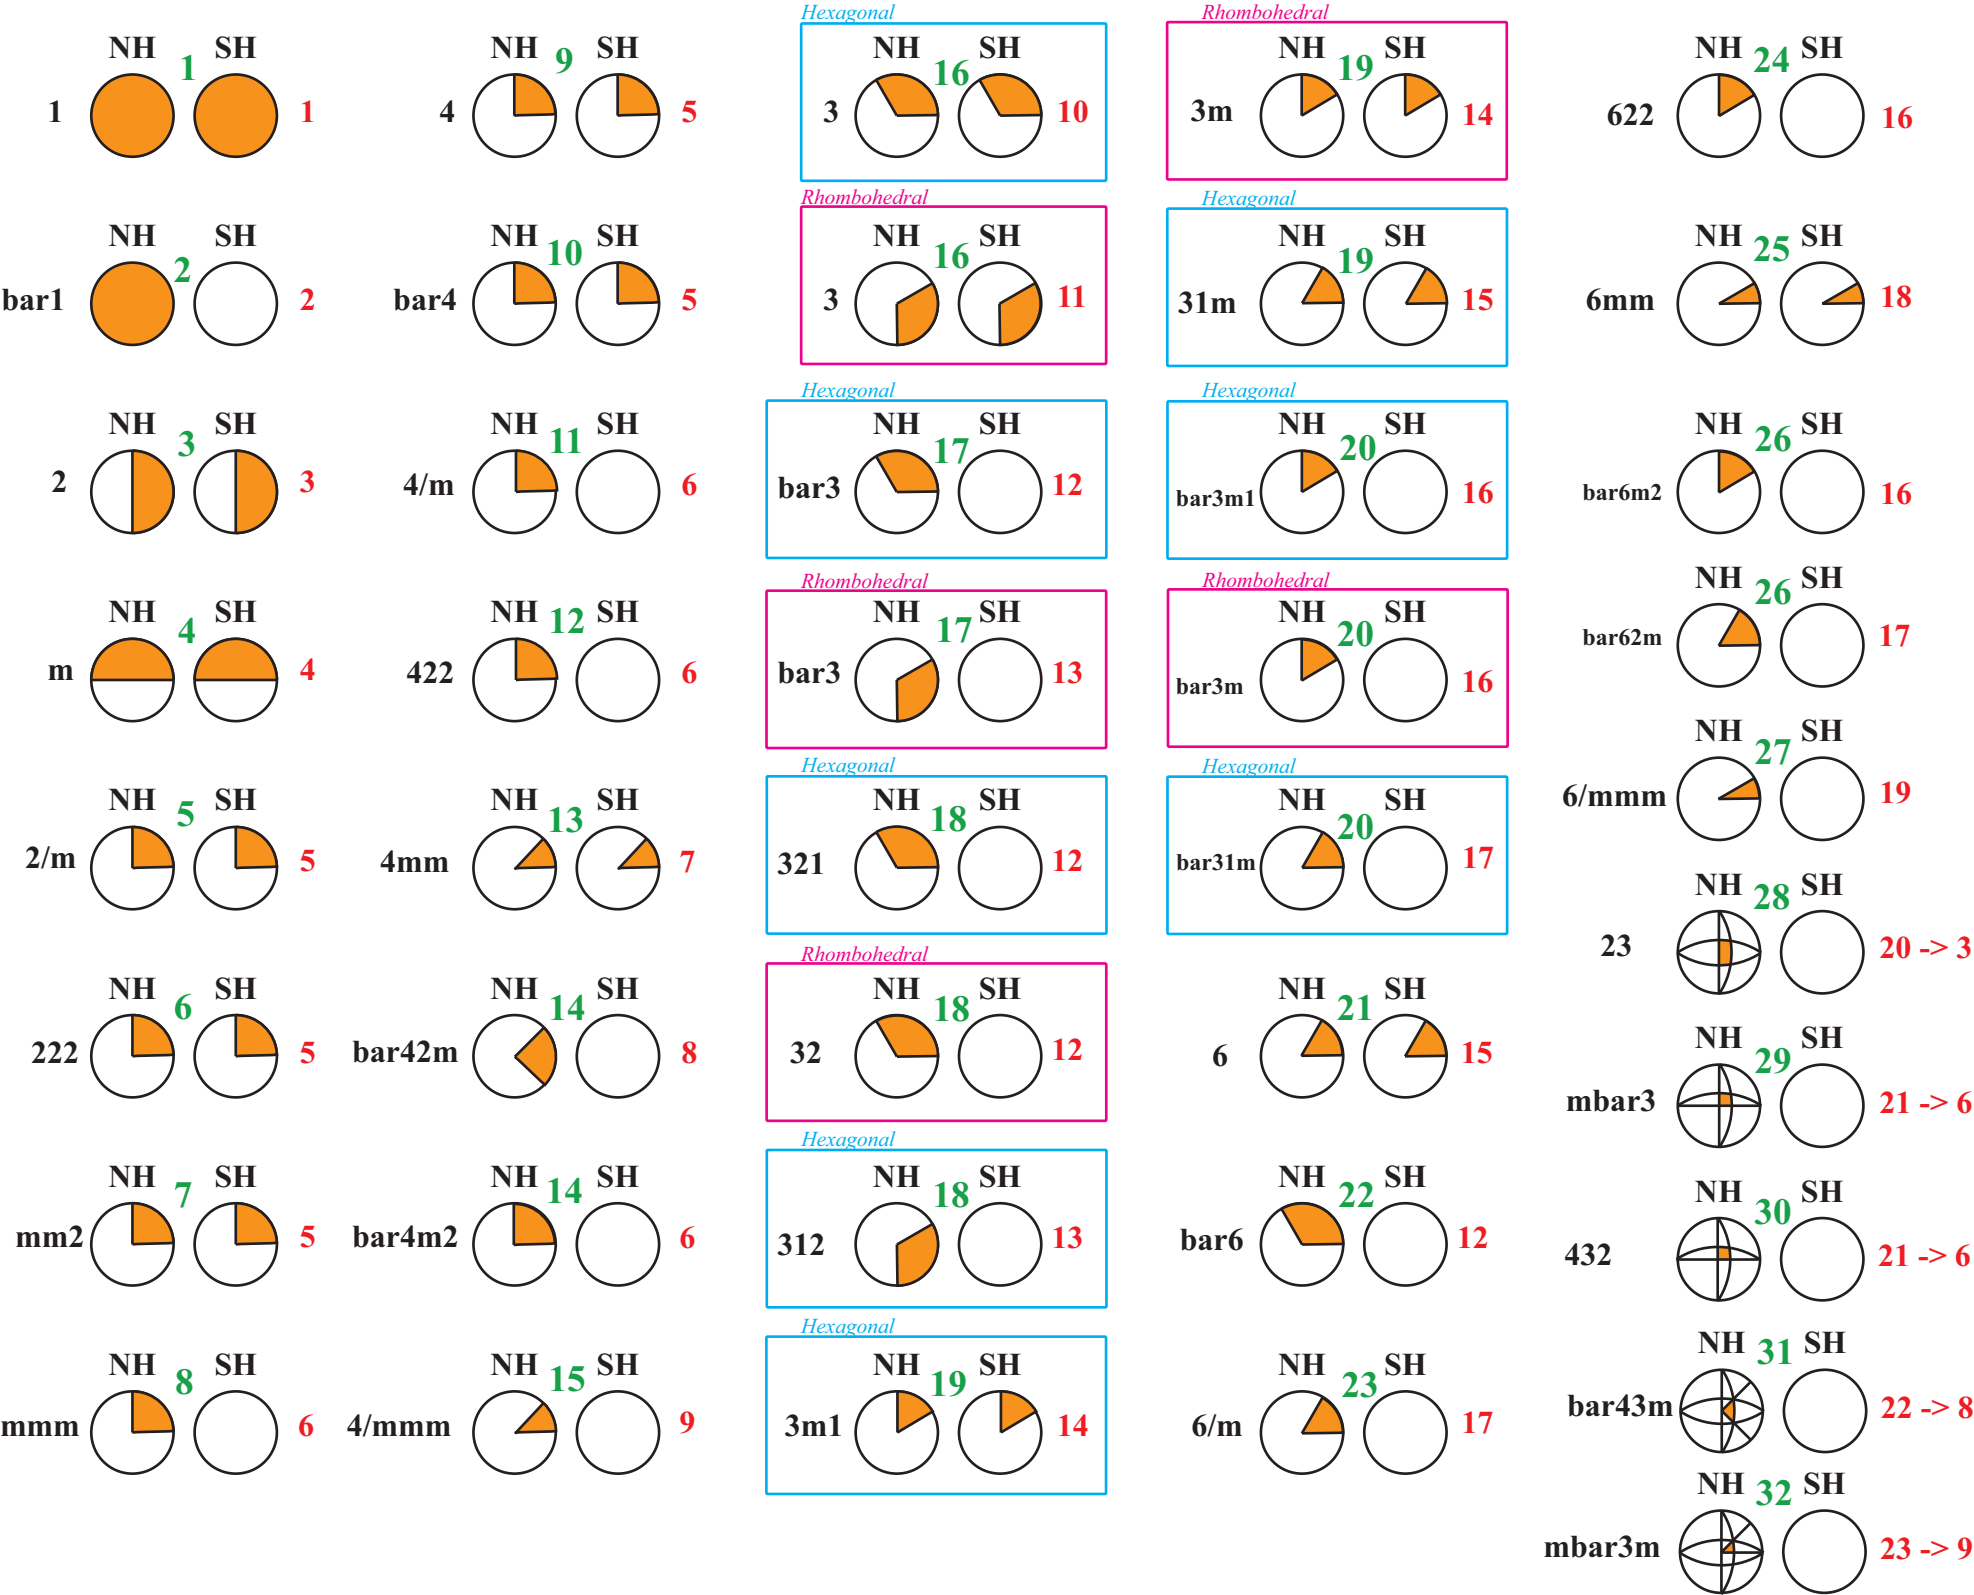 NH 1 SH
1 1
NH 2 SH
bar1 2
NH 3 SH
2 3
NH 4 SH
m 4
NH 5 SH
2/m 5
NH 6 SH
222 5
NH 7 SH
mm2 5
NH 8 SH
mmm 6
NH 9 SH
4 5
NH 10 SH
bar4 5
NH 11 SH
4/m 6
NH 12 SH
422 6
NH 13 SH
4mm 7
NH 14 SH
bar42m 8
NH 14 SH
bar4m2 6
NH 15 SH
4/mmm 9
Hexagonal
NH 16 SH
3 10
Rhombohedral
NH 16 SH
3 11
Hexagonal
NH 17 SH
bar3 12
Rhombohedral
NH 17 SH
bar3 13
Hexagonal
NH 18 SH
321 12
Rhombohedral
NH 18 SH
32 12
Hexagonal
NH 18 SH
312 13
Hexagonal
NH 19 SH
3m1 14
Rhombohedral
NH 19 SH
3m 14
Hexagonal
NH 19 SH
31m 15
Hexagonal
NH 20 SH
bar3m1 16
Rhombohedral
NH 20 SH
bar3m 16
Hexagonal
NH 20 SH
bar31m 17
NH 21 SH
6 15
NH 22 SH
bar6 12
NH 23 SH
6/m 17
NH 24 SH
622 16
NH 25 SH
6mm 18
NH 26 SH
bar6m2 16
NH 26 SH
bar62m 17
NH 27 SH
6/mmm 19
NH 28 SH
23 20 -> 3
NH 29 SH
mbar3 21 -> 6
NH 30 SH
432 21 -> 6
NH 31 SH
bar43m 22 -> 8
NH 32 SH
mbar3m 23 -> 9